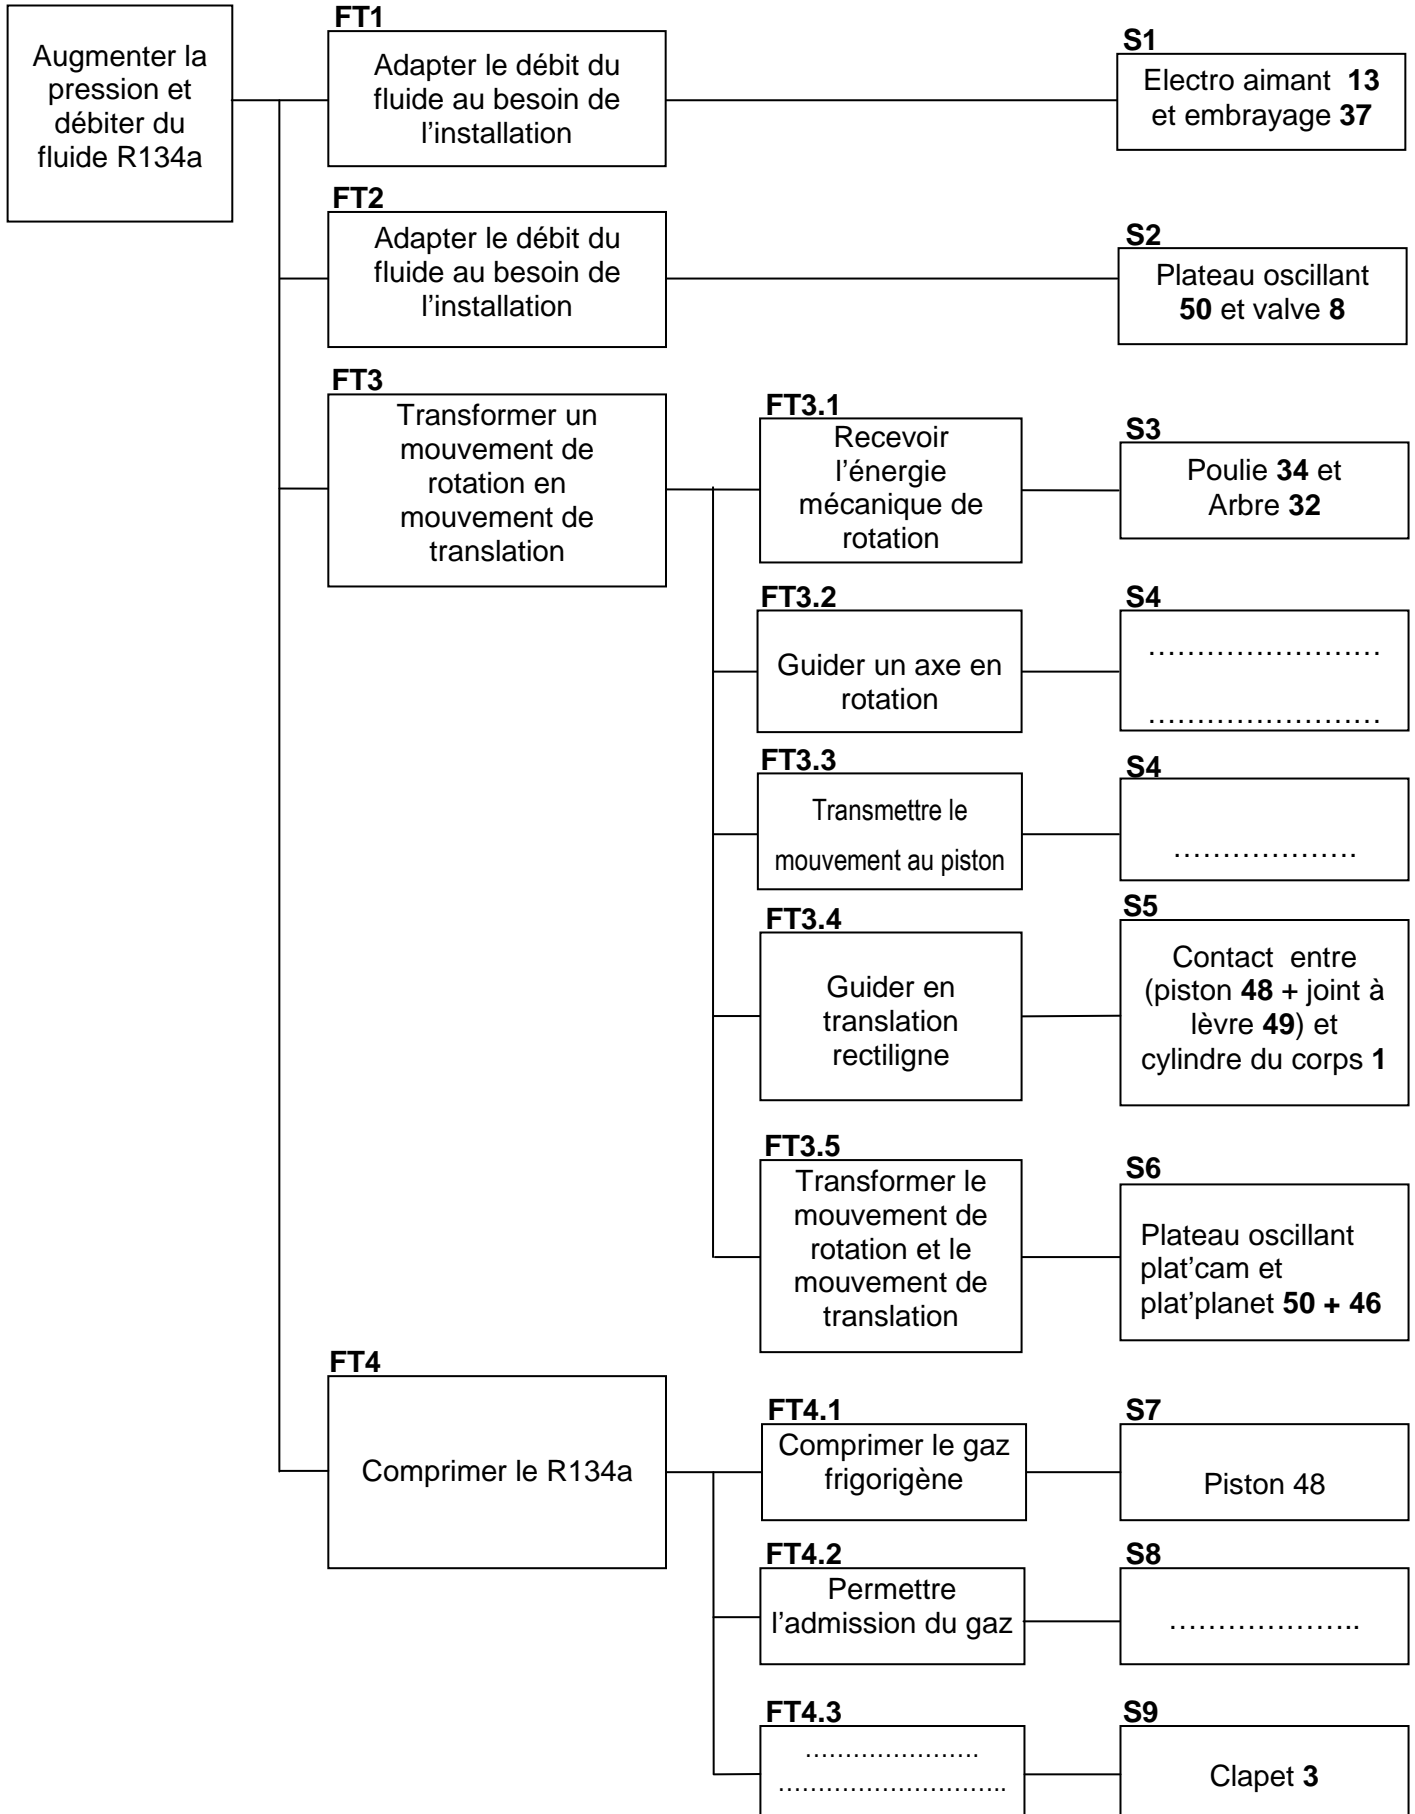 Augmenter la
pression et
débiter du
fluide R134a
FT1
Adapter le débit du
fluide au besoin de
l'installation
S1
Electro aimant 13
et embrayage 37
FT2
Adapter le débit du
fluide au besoin de
l'installation
S2
Plateau oscillant
50 et valve 8
FT3
Transformer un
mouvement de
rotation en
mouvement de
translation
FT3.1
Recevoir
l'énergie
mécanique de
rotation
S3
Poulie 34 et
Arbre 32
FT3.2
Guider un axe en
rotation
S4
……………………
……………………
FT3.3
Transmettre le
mouvement au piston
S4
……………….
FT3.4
Guider en
translation
rectiligne
S5
Contact entre
(piston 48 + joint à
lèvre 49) et
cylindre du corps 1
FT3.5
Transformer le
mouvement de
rotation et le
mouvement de
translation
S6
Plateau oscillant
plat'cam et
plat'planet 50 + 46
FT4
Comprimer le R134a
FT4.1
Comprimer le gaz
frigorigène
S7
Piston 48
FT4.2
Permettre
l'admission du gaz
S8
………………..
FT4.3
………………….
………………………..
S9
Clapet 3